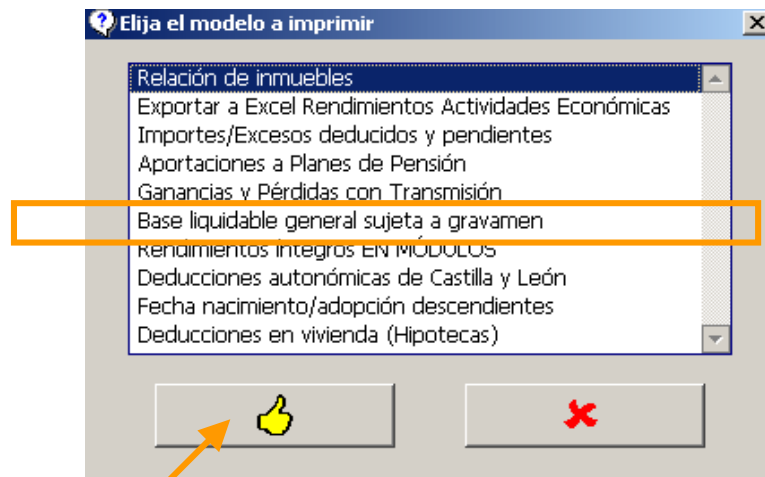 Elija el modelo a imprimir
Relación de inmuebles
Exportar a Excel Rendimientos Actividades Económicas
Importes/Excesos deducidos y pendientes
Aportaciones a Planes de Pensión
Ganancias y Pérdidas con Transmisión
Base liquidable general sujeta a gravamen
Rendimientos íntegros EN MÓDULOS
Deducciones autonómicas de Castilla y León
Fecha nacimiento/adopción descendientes
Deducciones en vivienda (Hipotecas)